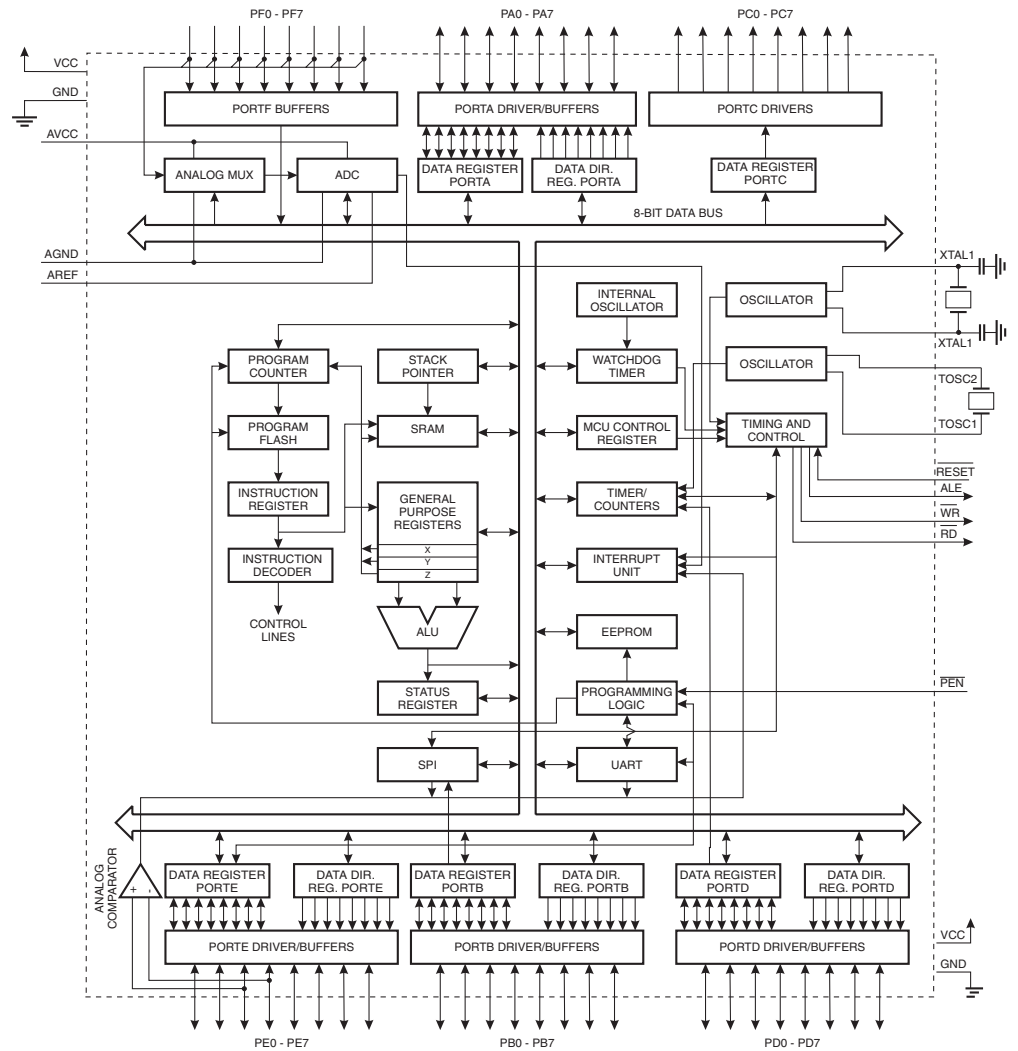 PF0 - PF7
PA0 - PA7
PC0 - PC7
VCC
GND
AVCC
PORTF BUFFERS
PORTA DRIVER/BUFFERS
PORTC DRIVERS
ANALOG MUX
ADC
DATA REGISTER
PORTA
DATA DIR.
REG. PORTA
DATA REGISTER
PORTC
8-BIT DATA BUS
AGND
AREF
XTAL1
INTERNAL
OSCILLATOR
OSCILLATOR
XTAL1
PROGRAM
COUNTER
STACK
POINTER
WATCHDOG
TIMER
OSCILLATOR
TOSC2
TOSC1
PROGRAM
FLASH
SRAM
MCU CONTROL
REGISTER
TIMING AND
CONTROL
RESET
ALE
WR
RD
INSTRUCTION
REGISTER
GENERAL
PURPOSE
REGISTERS
X
Y
Z
TIMER/
COUNTERS
INSTRUCTION
DECODER
INTERRUPT
UNIT
CONTROL
LINES
ALU
EEPROM
STATUS
REGISTER
PROGRAMMING
LOGIC
PEN
SPI
UART
ANALOG
COMPARATOR
+ -
DATA REGISTER
PORTE
DATA DIR.
REG. PORTE
DATA REGISTER
PORTB
DATA DIR.
REG. PORTB
DATA REGISTER
PORTD
DATA DIR.
REG. PORTD
PORTE DRIVER/BUFFERS
PORTB DRIVER/BUFFERS
PORTD DRIVER/BUFFERS
VCC
GND
PE0 - PE7
PB0 - PB7
PD0 - PD7